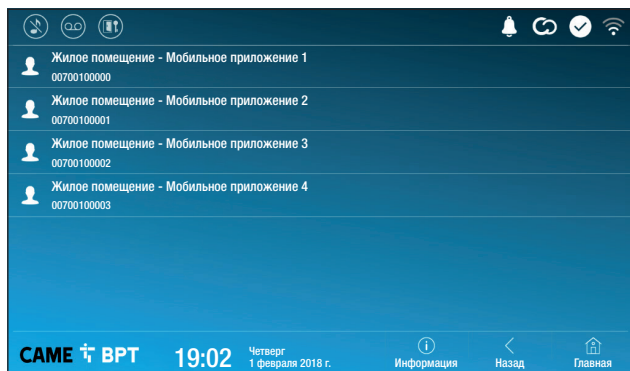 Жилое помещение - Мобильное приложение 1
00700100000
Жилое помещение - Мобильное приложение 2
00700100001
Жилое помещение - Мобильное приложение 3
00700100002
Жилое помещение - Мобильное приложение 4
00700100003
CAME BPT 19:02 Четверг
1 февраля 2018 г.
Информация Назад Главная